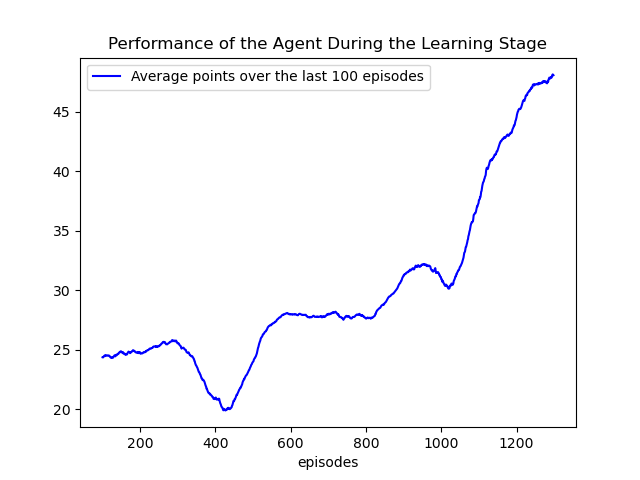 Performance of the Agent During the Learning Stage
Average points over the last 100 episodes
45
40
35
30
25
20
200 400 600 800 1000 1200
episodes